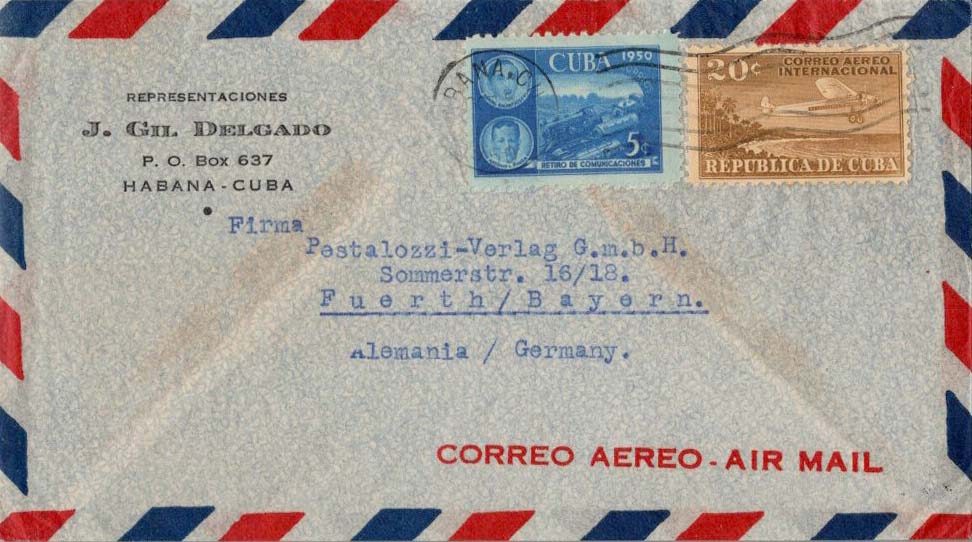 REPRESENTACIONES
J. GIL DELGADO
P. O. Box 637
HABANA - CUBA
CUBA 1950
5¢
RETIRO DE COMUNICACIONES
20¢
CORREO AEREO
INTERNACIONAL
REPUBLICA DE CUBA
Firma
Pestalozzi-Verlag G.m.b.H.
Sommerstr. 16/18.
Fuerth/Bayern.
Alemania / Germany.
CORREO AEREO - AIR MAIL